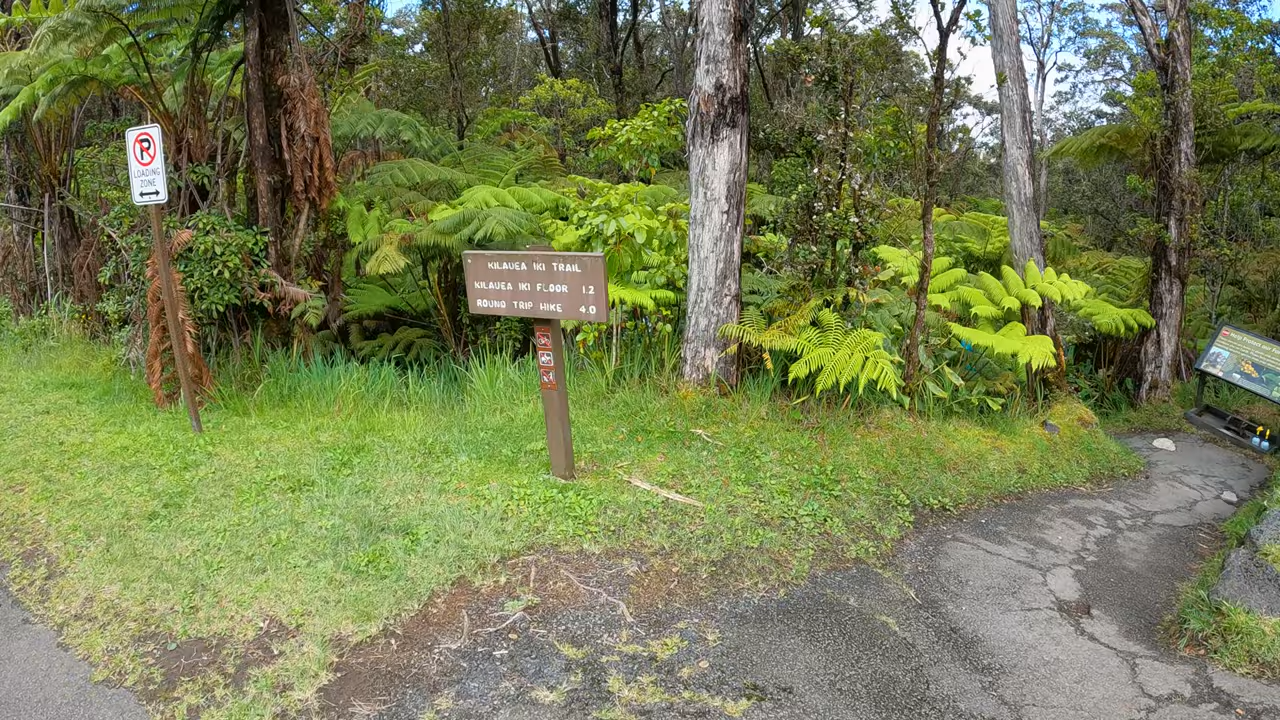 P
LOADING
ZONE
KILAUEA IKI TRAIL
KILAUEA IKI FLOOR 1.2
ROUND TRIP HIKE 4.0